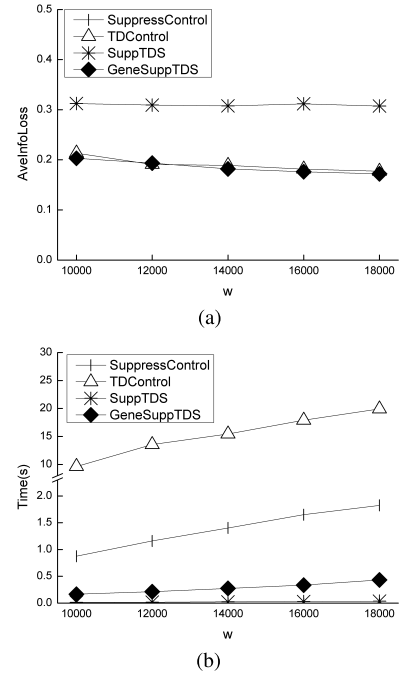 0.5
SuppressControl
TDControl
SuppTDS
GeneSuppTDS
0.4
0.3
0.2
0.1
0.0
AveInfoLoss
10000 12000 14000 16000 18000
w
(a)
30
SuppressControl
TDControl
SuppTDS
GeneSuppTDS
25
20
15
10
2.0
1.5
1.0
0.5
0.0
Time(s)
10000 12000 14000 16000 18000
w
(b)